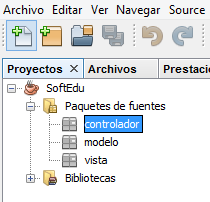 Archivo Editar Ver Navegar Source
Proyectos × Archivos Prestacio
SoftEdu
Paquetes de fuentes
controlador
modelo
vista
Bibliotecas